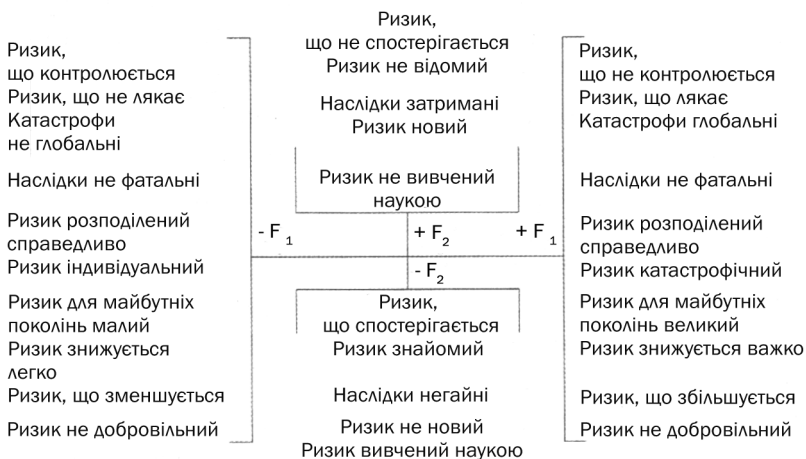 Ризик,
що контролюється
Ризик, що не лякає
Катастрофи
не глобальні
Наслідки не фатальні
Ризик розподілений
справедливо
Ризик індивідуальний
Ризик для майбутніх
поколінь малий
Ризик знижується
легко
Ризик, що зменшується
Ризик не добровільний
Ризик,
що не спостерігається
Ризик не відомий
Наслідки затримані
Ризик новий
Ризик не вивчений
наукою
- F 1
+ F 2
+ F 1
- F 2
Ризик,
що спостерігається
Ризик знайомий
Наслідки негайні
Ризик не новий
Ризик вивчений наукою
Ризик,
що не контролюється
Ризик, що лякає
Катастрофи глобальні
Наслідки не фатальні
Ризик розподілений
справедливо
Ризик катастрофічний
Ризик для майбутніх
поколінь великий
Ризик знижується важко
Ризик, що збільшується
Ризик не добровільний